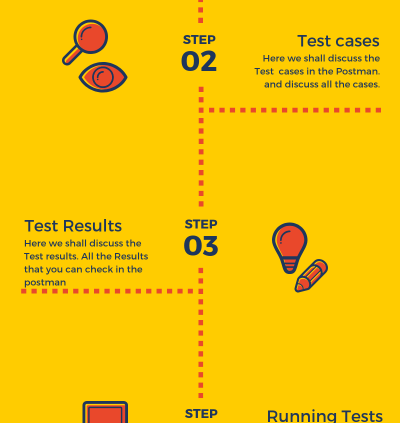 STEP
02
Test cases
Here we shall discuss the
Test  cases in the Postman.
and discuss all the cases.
Test Results
Here we shall discuss the
Test results. All the Results
that you can check in the
postman
STEP
03
STEP
Running Tests